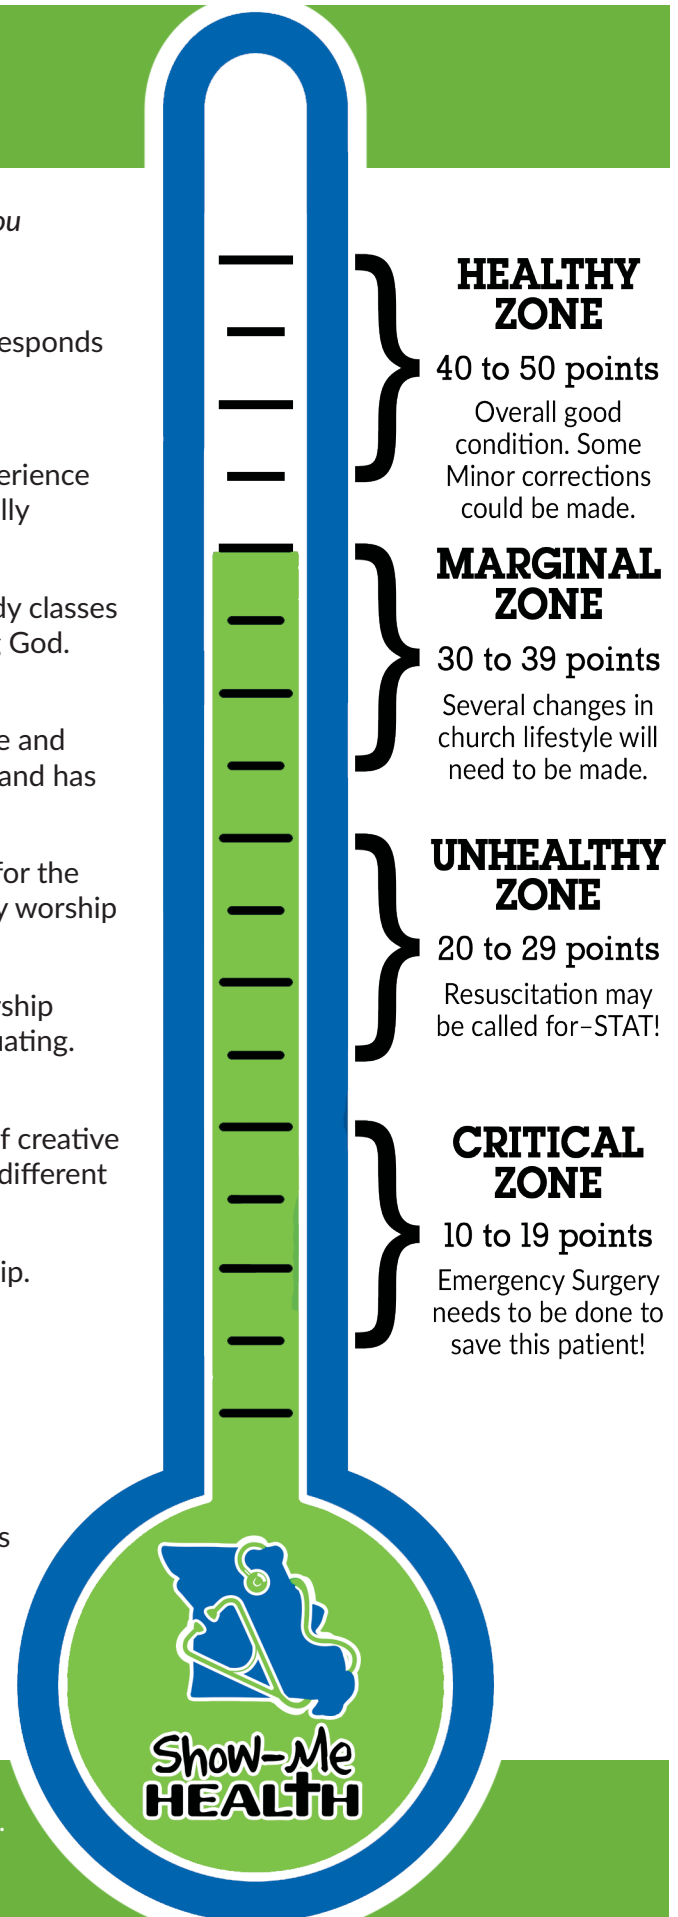 ou
esponds
erience
lly
dy classes
God.
e and
and has
for the
y worship
ship
uating.
f creative
different
ip.
s
.
HEALTHY
ZONE
40 to 50 points
Overall good
condition. Some
Minor corrections
could be made.
MARGINAL
ZONE
30 to 39 points
Several changes in
church lifestyle will
need to be made.
UNHEALTHY
ZONE
20 to 29 points
Resuscitation may
be called for–STAT!
CRITICAL
ZONE
10 to 19 points
Emergency Surgery
needs to be done to
save this patient!
Show-Me
HEALTH